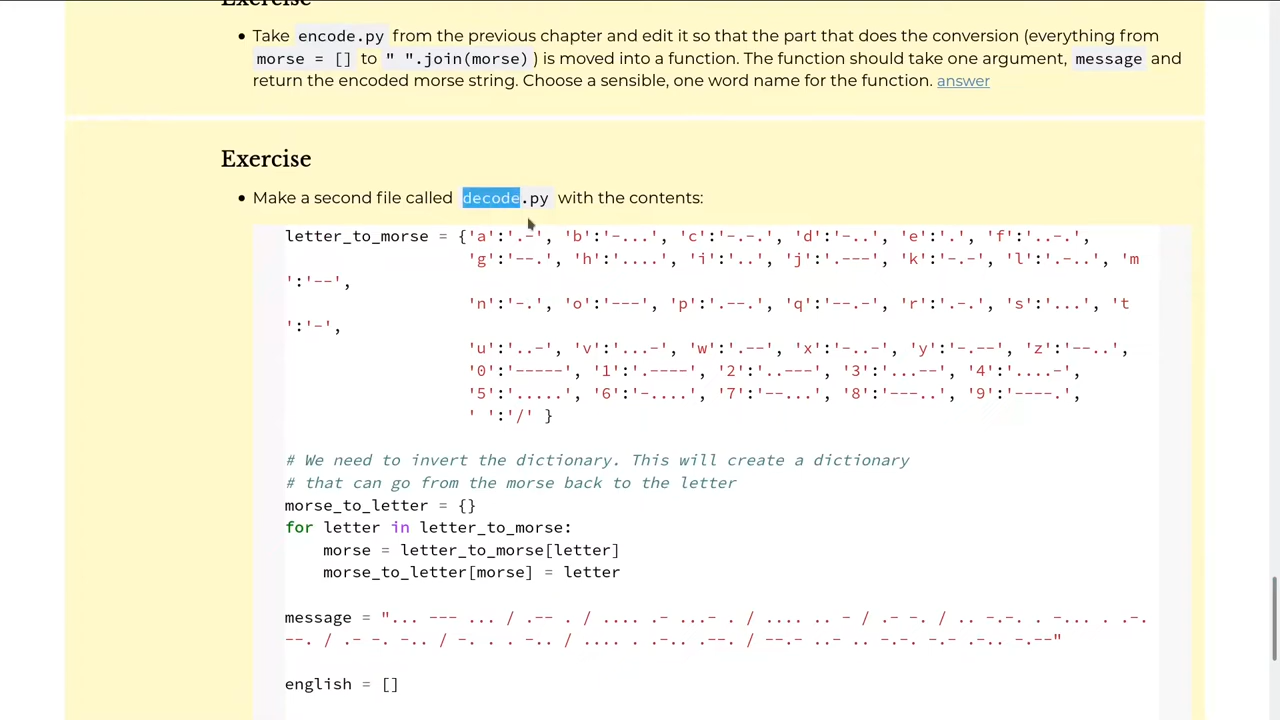 Exercise
• Take encode.py from the previous chapter and edit it so that the part that does the conversion (everything from
morse = [] to " ".join(morse) ) is moved into a function. The function should take one argument, message and
return the encoded morse string. Choose a sensible, one word name for the function. answer
Exercise
• Make a second file called decode.py with the contents:
letter_to_morse = {'a':'.-', 'b':'-...', 'c':'-.-.', 'd':'-..', 'e':'.', 'f':'..-.',
'g':'--.', 'h':'....', 'i':'..', 'j':'.---', 'k':'-.-', 'l':'.-..', 'm
':'--',
'n':'-.', 'o':'---', 'p':'.--.', 'q':'--.-', 'r':'.-.', 's':'...', 't
':'-',
'u':'..-', 'v':'...-', 'w':'.--', 'x':'-..-', 'y':'-.--', 'z':'--..',
'0':'-----', '1':'.----', '2':'..---', '3':'...--', '4':'....-',
'5':'.....', '6':'-....', '7':'--...', '8':'---..', '9':'----.',
' ':'/' }
# We need to invert the dictionary. This will create a dictionary
# that can go from the morse back to the letter
morse_to_letter = {}
for letter in letter_to_morse:
morse = letter_to_morse[letter]
morse_to_letter[morse] = letter
message = "... --- ... / .-- . / .... .- ...- . / .... .. - / .- -. / .. -.-. . -... . .-.
--. / .- -. -.. / -. . . -.. / .... . .-.. .--. / --.- ..- .. -.-. -.- .-.. -.--"
english = []